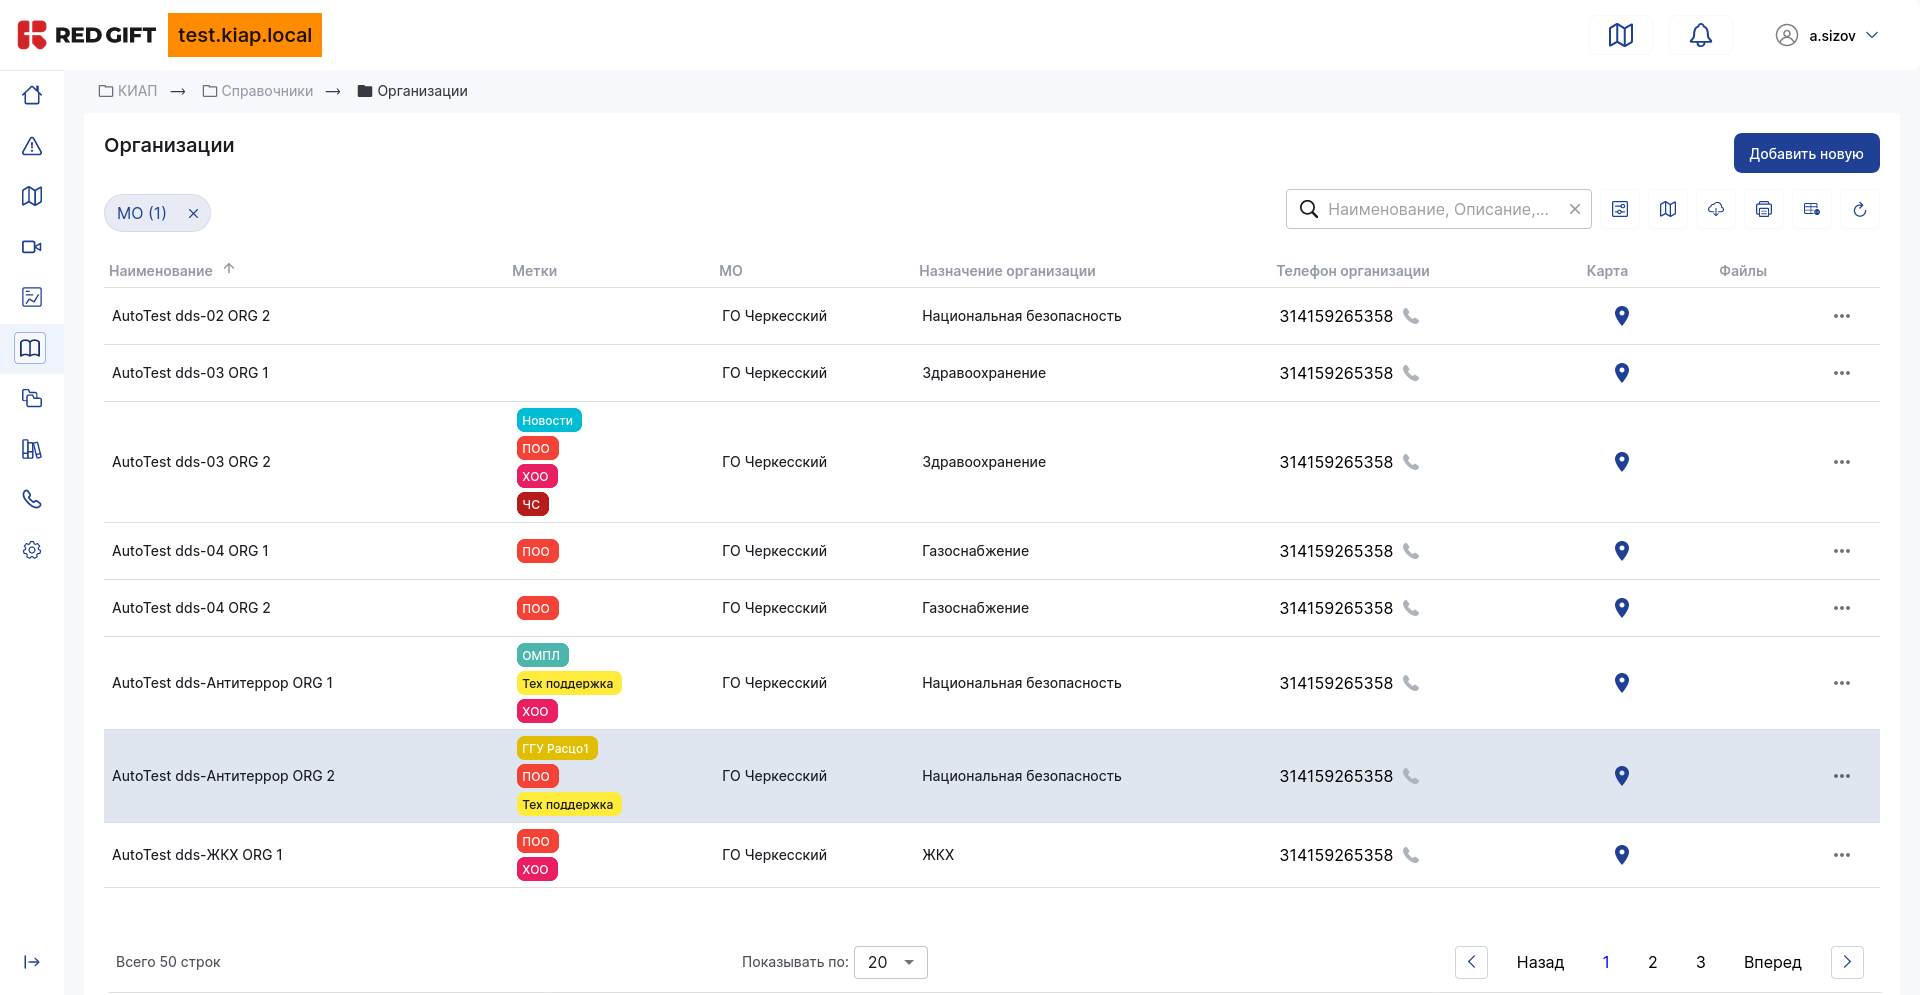 RED GIFT test.kiap.local a.sizov
КИАП → Справочники → Организации
Организации
Добавить новую
МО (1)
Наименование, Описание,...
Наименование Метки МО Назначение организации Телефон организации Карта Файлы
AutoTest dds-02 ORG 2 ГО Черкесский Национальная безопасность 314159265358
AutoTest dds-03 ORG 1 ГО Черкесский Здравоохранение 314159265358
Новости
ПОО
AutoTest dds-03 ORG 2 ГО Черкесский Здравоохранение 314159265358
ХОО
ЧС
AutoTest dds-04 ORG 1 ПОО ГО Черкесский Газоснабжение 314159265358
AutoTest dds-04 ORG 2 ПОО ГО Черкесский Газоснабжение 314159265358
ОМПЛ
AutoTest dds-Антитеррор ORG 1 Тех поддержка ГО Черкесский Национальная безопасность 314159265358
ХОО
ГГУ Расцо1
AutoTest dds-Антитеррор ORG 2 ПОО ГО Черкесский Национальная безопасность 314159265358
Тех поддержка
ПОО
AutoTest dds-ЖКХ ORG 1 ГО Черкесский ЖКХ 314159265358
ХОО
Всего 50 строк Показывать по: 20 Назад 1 2 3 Вперед